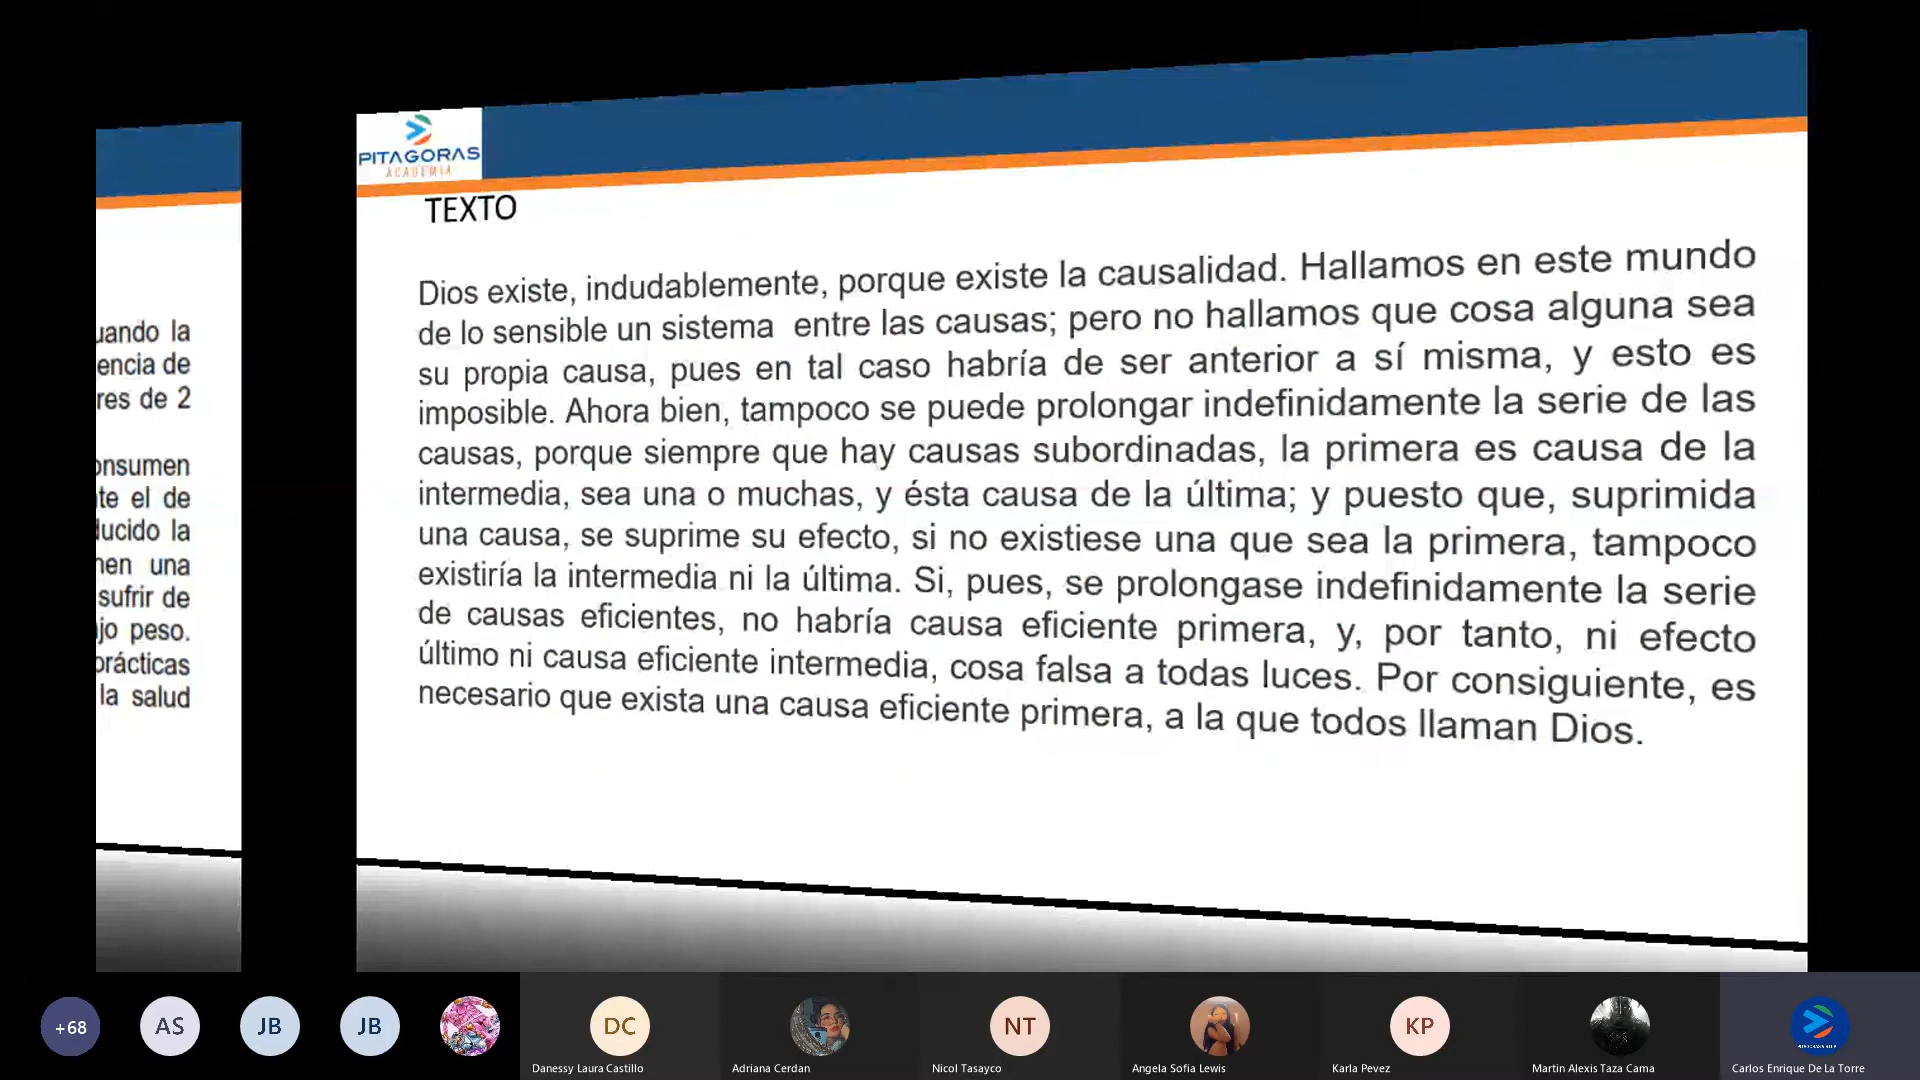 PITAGORAS
ACADEMIA
TEXTO
Dios existe, indudablemente, porque existe la causalidad. Hallamos en este mundo
de lo sensible un sistema entre las causas; pero no hallamos que cosa alguna sea
su propia causa, pues en tal caso habría de ser anterior a sí misma, y esto es
imposible. Ahora bien, tampoco se puede prolongar indefinidamente la serie de las
causas, porque siempre que hay causas subordinadas, la primera es causa de la
intermedia, sea una o muchas, y ésta causa de la última; y puesto que, suprimida
una causa, se suprime su efecto, si no existiese una que sea la primera, tampoco
existiría la intermedia ni la última. Si, pues, se prolongase indefinidamente la serie
de causas eficientes, no habría causa eficiente primera, y, por tanto, ni efecto
último ni causa eficiente intermedia, cosa falsa a todas luces. Por consiguiente, es
necesario que exista una causa eficiente primera, a la que todos llaman Dios.
uando la
encia de
res de 2
onsumen
te el de
ducido la
nen una
sufrir de
jo peso.
prácticas
la salud
+68
AS
JB
JB
DC
NT
KP
Danessy Laura Castillo
Adriana Cerdan
Nicol Tasayco
Angela Sofia Lewis
Karla Pevez
Martin Alexis Taza Cama
Carlos Enrique De La Torre